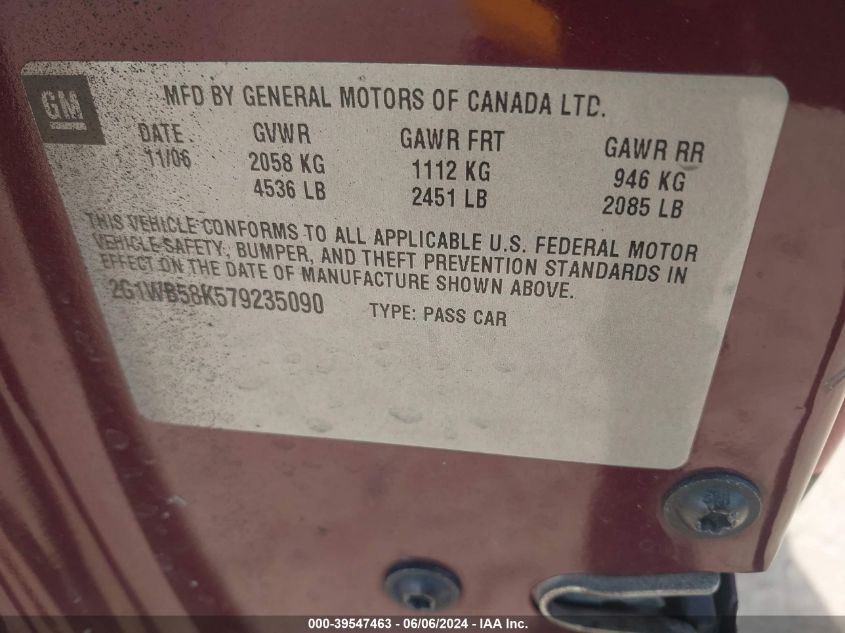 GM
MFD BY GENERAL MOTORS OF CANADA LTD.
DATE GVWR GAWR FRT GAWR RR
11/06 2058 KG 1112 KG 946 KG
4536 LB 2451 LB 2085 LB
THIS VEHICLE CONFORMS TO ALL APPLICABLE U.S. FEDERAL MOTOR
VEHICLE SAFETY, BUMPER, AND THEFT PREVENTION STANDARDS IN
EFFECT ON THE DATE OF MANUFACTURE SHOWN ABOVE.
2G1WB58K579235090 TYPE: PASS CAR
000-39547463 - 06/06/2024 - IAA Inc.